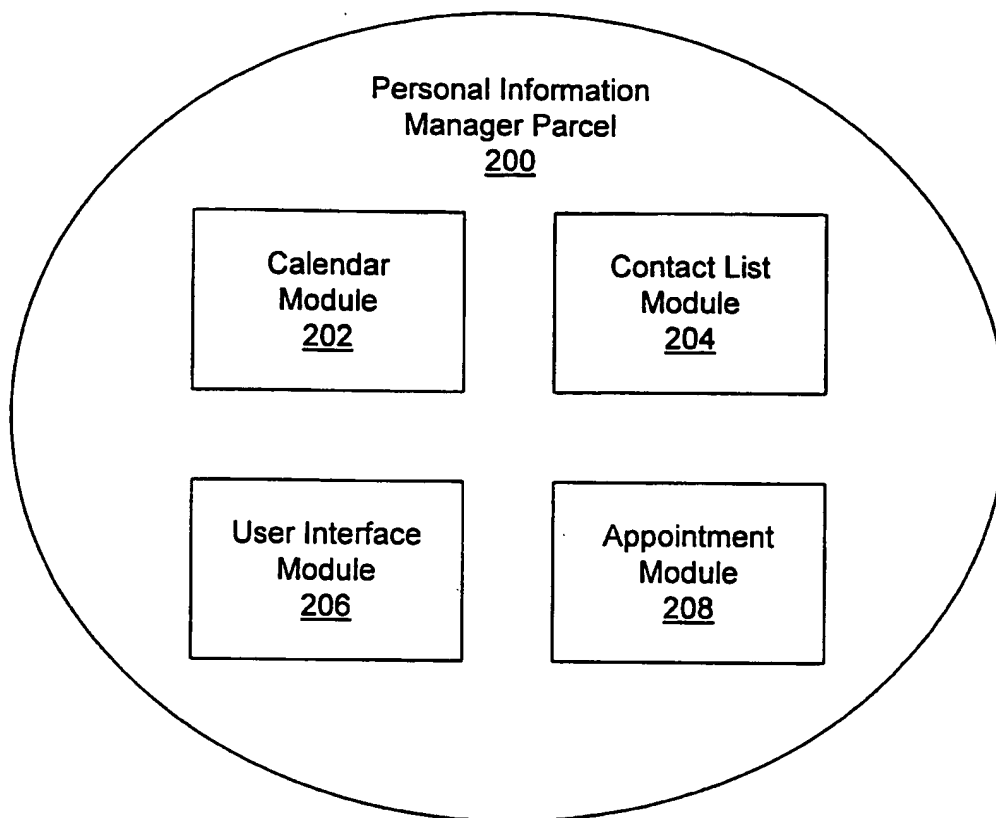 Personal Information
Manager Parcel
200
Calendar
Module
202
Contact List
Module
204
User Interface
Module
206
Appointment
Module
208